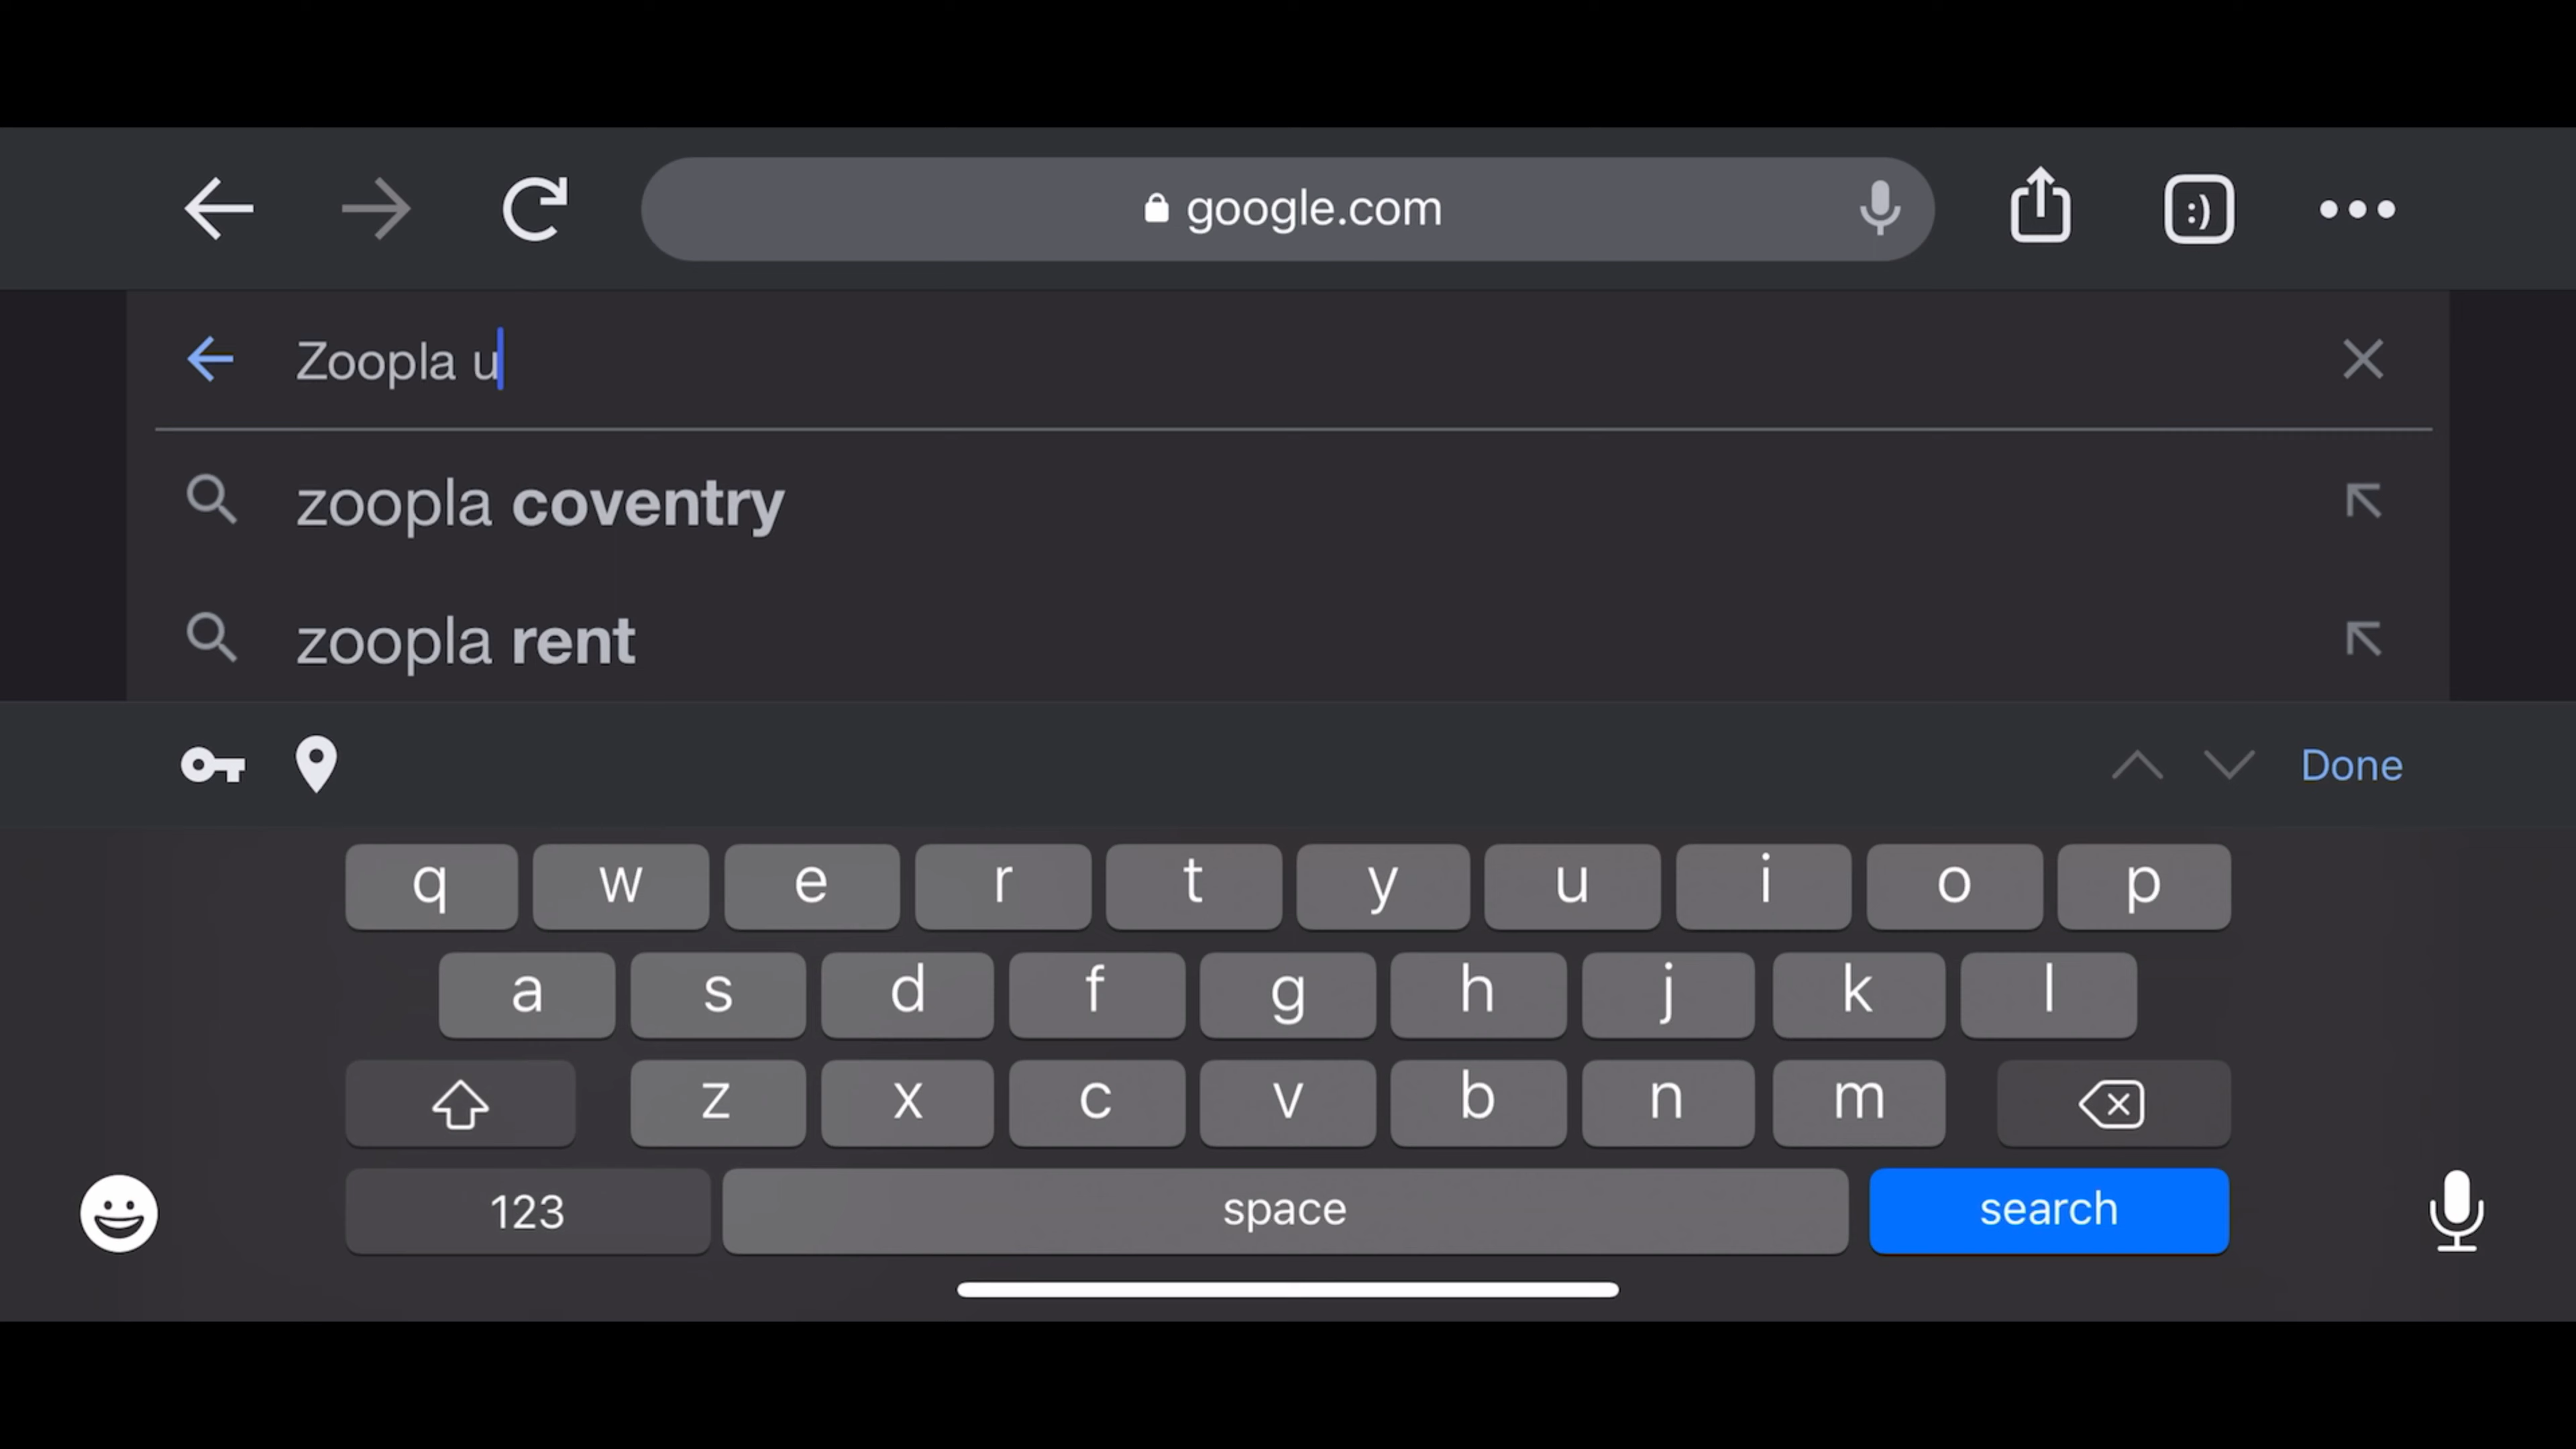 google.com
:)
Zoopla u
zoopla coventry
zoopla rent
Done
q w e r t y u i o p
a s d f g h j k l
z x c v b n m
123 space search